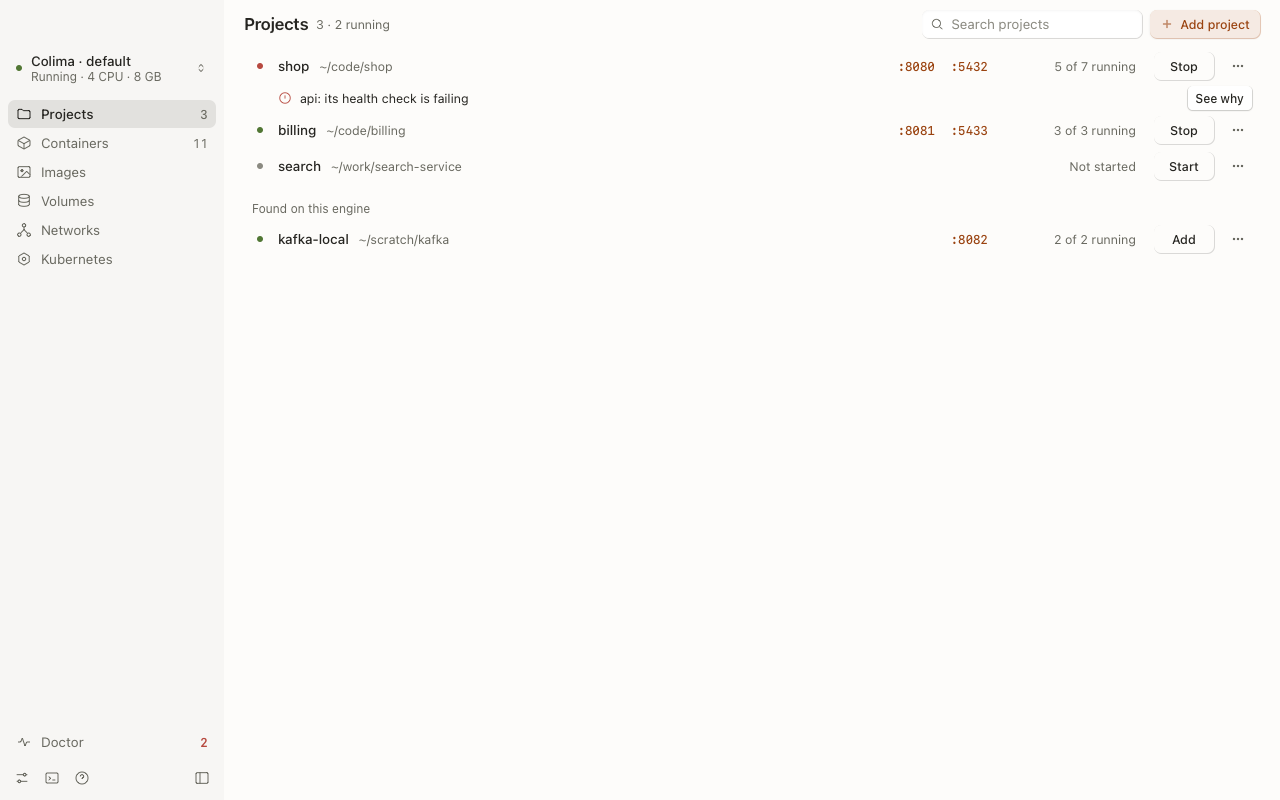 Projects 3 · 2 running
Search projects
Add project
Colima · default
Running · 4 CPU · 8 GB
Projects 3
Containers 11
Images
Volumes
Networks
Kubernetes
Doctor 2
shop ~/code/shop :8080 :5432 5 of 7 running Stop
api: its health check is failing See why
billing ~/code/billing :8081 :5433 3 of 3 running Stop
search ~/work/search-service Not started Start
Found on this engine
kafka-local ~/scratch/kafka :8082 2 of 2 running Add